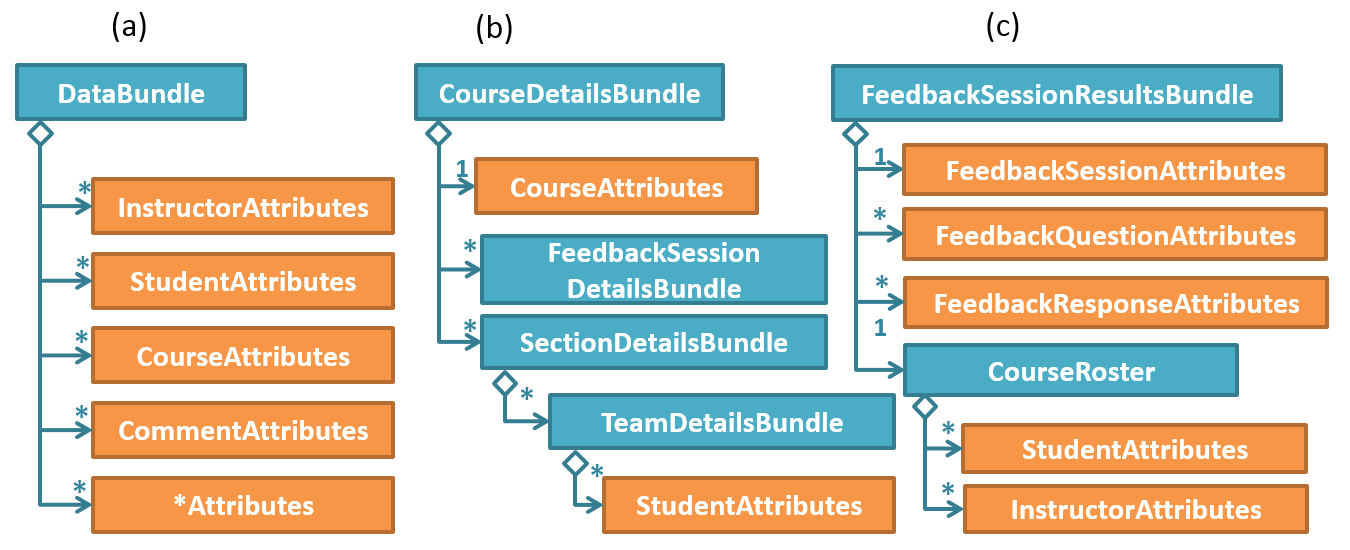 (a)
DataBundle
*
InstructorAttributes
*
StudentAttributes
*
CourseAttributes
*
CommentAttributes
*
*Attributes
(b)
CourseDetailsBundle
1
CourseAttributes
*
FeedbackSession
DetailsBundle
*
SectionDetailsBundle
*
TeamDetailsBundle
*
StudentAttributes
(c)
FeedbackSessionResultsBundle
1
FeedbackSessionAttributes
*
FeedbackQuestionAttributes
*
FeedbackResponseAttributes
1
CourseRoster
*
StudentAttributes
*
InstructorAttributes